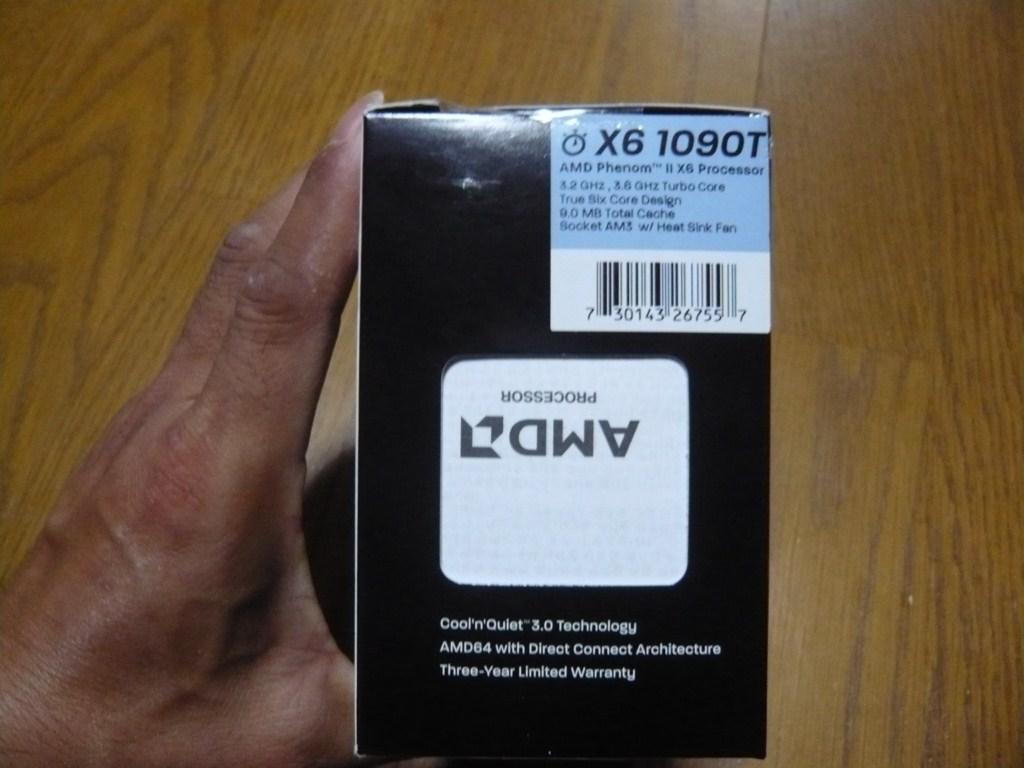 X6 1090T
AMD Phenom™ II X6 Processor
3.2 GHz , 3.6 GHz Turbo Core
True Six Core Design
9.0 MB Total Cache
Socket AM3 w/ Heat Sink Fan
7 30143 26755 7
AMD
PROCESSOR
Cool'n'Quiet™ 3.0 Technology
AMD64 with Direct Connect Architecture
Three-Year Limited Warranty